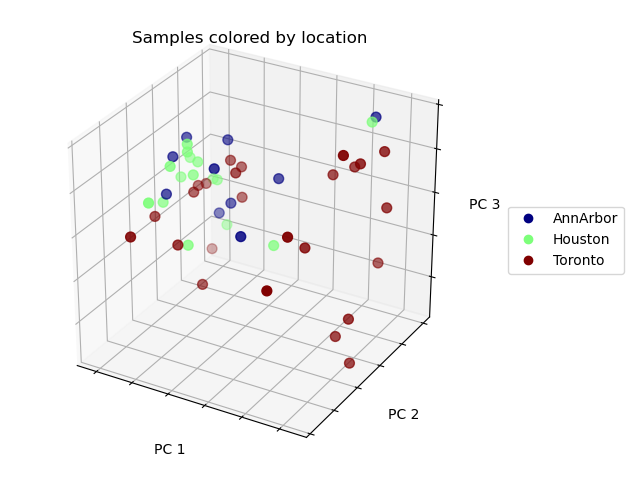 Samples colored by location
PC 3
AnnArbor
Houston
Toronto
PC 2
PC 1